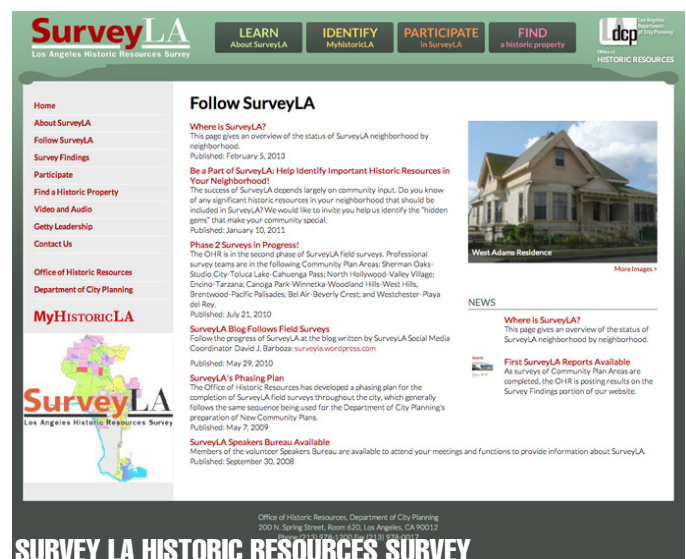 SurveyLA
Los Angeles Historic Resources Survey
LEARN
About SurveyLA
IDENTIFY
MyhistoricLA
PARTICIPATE
in SurveyLA
FIND
a historic property
ldcp
Los Angeles
Department
of City Planning
Office of
HISTORIC RESOURCES
Home
About SurveyLA
Follow SurveyLA
Survey Findings
Participate
Find a Historic Property
Video and Audio
Getty Leadership
Contact Us
Office of Historic Resources
Department of City Planning
MyHistoricLA
SurveyLA
Los Angeles Historic Resources Survey
Follow SurveyLA
Where is SurveyLA?
This page gives an overview of the status of SurveyLA neighborhood by
neighborhood.
Published: February 5, 2013
Be a Part of SurveyLA: Help Identify Important Historic Resources in
Your Neighborhood!
The success of SurveyLA depends largely on community input. Do you know
of any significant historic resources in your neighborhood that should be
included in SurveyLA? We would like to invite you help us identify the "hidden
gems" that make your community special.
Published: January 10, 2011
Phase 2 Surveys in Progress!
The OHR is in the second phase of SurveyLA field surveys. Professional
survey teams are in the following Community Plan Areas: Sherman Oaks-
Studio City-Toluca Lake-Cahuenga Pass; North Hollywood-Valley Village;
Encino-Tarzana; Canoga Park-Winnetka-Woodland Hills-West Hills,
Brentwood-Pacific Palisades; Bel Air-Beverly Crest; and Westchester-Playa
del Rey.
Published: July 21, 2010
SurveyLA Blog Follows Field Surveys
Follow the progress of SurveyLA at the blog written by SurveyLA Social Media
Coordinator David J. Barboza: surveyla.wordpress.com
Published: May 29, 2010
SurveyLA's Phasing Plan
The Office of Historic Resources has developed a phasing plan for the
completion of SurveyLA field surveys throughout the city, which generally
follows the same sequence being used for the Department of City Planning's
preparation of New Community Plans.
Published: May 7, 2009
SurveyLA Speakers Bureau Available
Members of the volunteer Speakers Bureau are available to attend your meetings and functions to provide information about SurveyLA.
Published: September 30, 2008
West Adams Residence
More Images >
NEWS
Where is SurveyLA?
This page gives an overview of the status of
SurveyLA neighborhood by neighborhood.
First SurveyLA Reports Available
As surveys of Community Plan Areas are
completed, the OHR is posting results on the
Survey Findings portion of our website.
Office of Historic Resources, Department of City Planning
200 N. Spring Street, Room 620, Los Angeles, CA 90012
Phone (213) 978-1200 Fax (213) 978-0017
SURVEY LA HISTORIC RESOURCES SURVEY